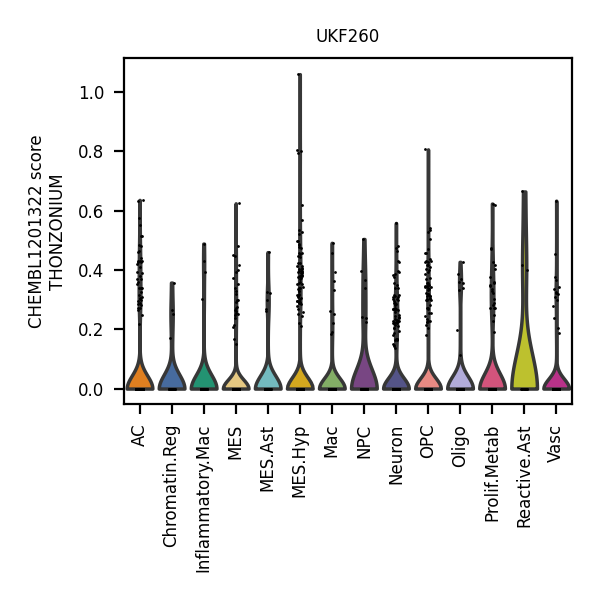 UKF260
CHEMBL1201322 score
THONZONIUM
1.0
0.8
0.6
0.4
0.2
0.0
AC
Chromatin.Reg
Inflammatory.Mac
MES
MES.Ast
MES.Hyp
Mac
NPC
Neuron
OPC
Oligo
Prolif.Metab
Reactive.Ast
Vasc